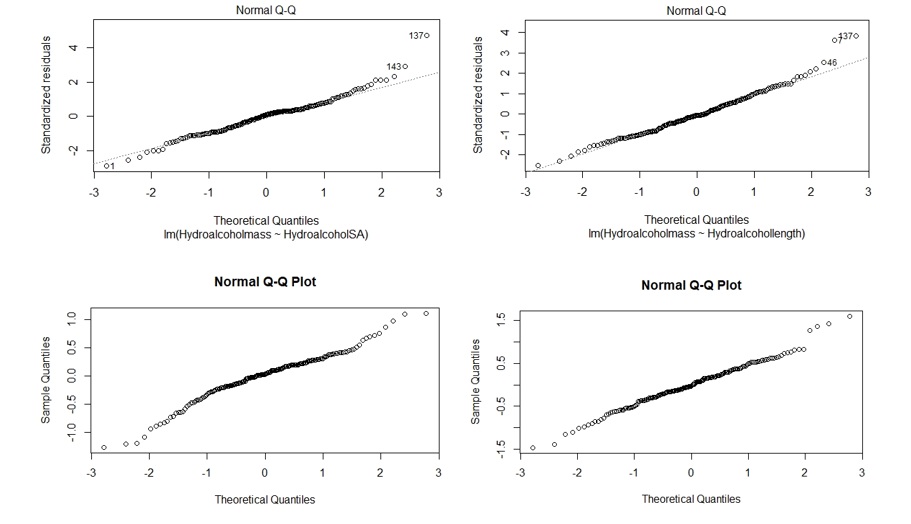 Normal Q-Q
Standardized residuals
4
2
0
-2
137
143
1
-3 -2 -1 0 1 2 3
Theoretical Quantiles
lm(Hydroalcoholmass ~ HydroalcoholSA)
Normal Q-Q
Standardized residuals
4
3
2
1
0
-1
-2
137
7
46
-3 -2 -1 0 1 2 3
Theoretical Quantiles
lm(Hydroalcoholmass ~ Hydroalcohollength)
Normal Q-Q Plot
Sample Quantiles
1.0
0.5
0.0
-0.5
-1.0
-3 -2 -1 0 1 2 3
Theoretical Quantiles
Normal Q-Q Plot
Sample Quantiles
1.5
0.5
-0.5
-1.5
-3 -2 -1 0 1 2 3
Theoretical Quantiles